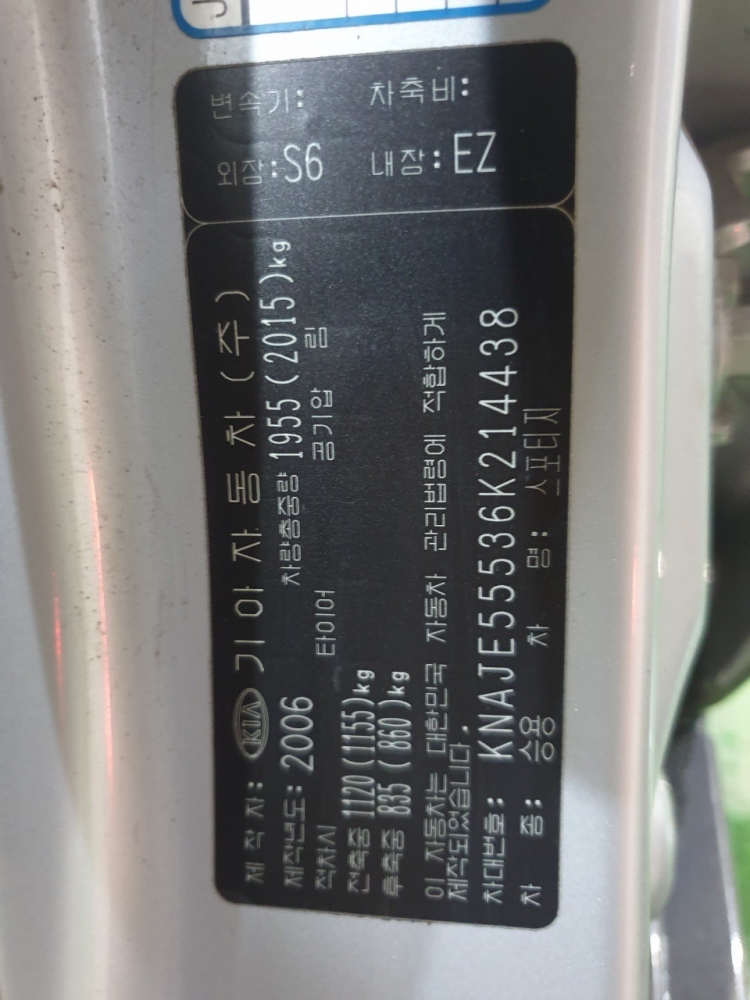 변속기: 차축비:
외장:S6 내장:EZ
제 작 자: KIA 기아자동차(주)
제작년도: 2006 차량총중량 1955(2015)kg
적차시 타이어 공기압 림
전축중 1120(1155)kg
후축중 835( 860)kg
이 자동차는 대한민국 자동차 관리법령에 적합하게
제작되었습니다.
차대번호: KNAJE55536K214438
차 종: 승용 차 명: 스포티지